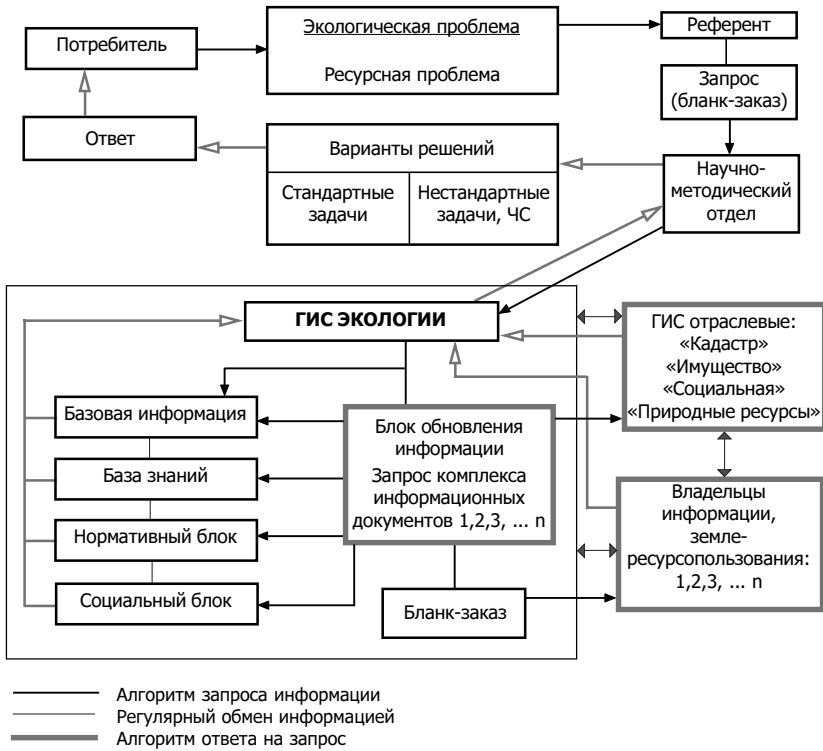 Потребитель
Экологическая проблема
Ресурсная проблема
Референт
Запрос
(бланк-заказ)
Ответ
Варианты решений
Стандартные
задачи
Нестандартные
задачи, ЧС
Научно-
методический
отдел
ГИС ЭКОЛОГИИ
ГИС отраслевые:
«Кадастр»
«Имущество»
«Социальная»
«Природные ресурсы»
Базовая информация
База знаний
Нормативный блок
Социальный блок
Блок обновления
информации
Запрос комплекса
информационных
документов 1,2,3, ... n
Владельцы
информации,
земле-
ресурсопользования:
1,2,3, ... n
Бланк-заказ
Алгоритм запроса информации
Регулярный обмен информацией
Алгоритм ответа на запрос